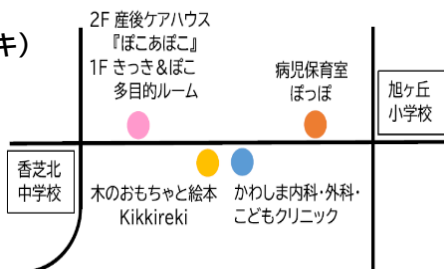 キ）
2F 産後ケアハウス
『ぽこあぽこ』
1F きっき＆ぽこ
多目的ルーム
病児保育室
ぽっぽ
旭ヶ丘
小学校
香芝北
中学校
木のおもちゃと絵本
Kikkireki
かわしま内科・外科・
こどもクリニック